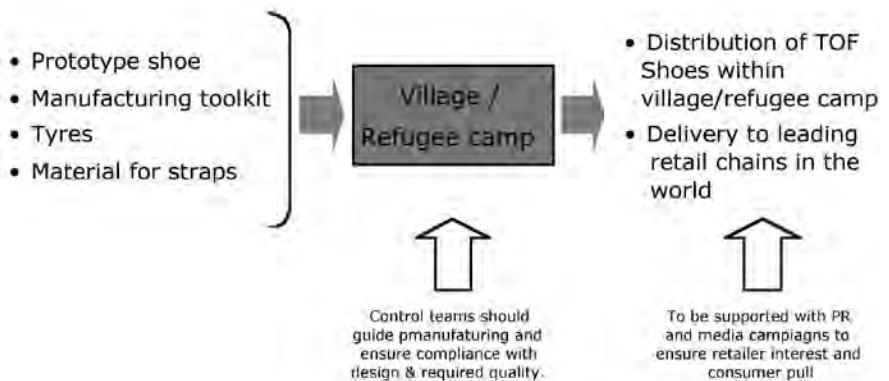 • Prototype shoe
• Manufacturing toolkit
• Tyres
• Material for straps
Village /
Refugee camp
• Distribution of TOF
Shoes within
village/refugee camp
• Delivery to leading
retail chains in the
world
Control teams should
guide pmanufaturing and
ensure compliance with
design & required quality.
To be supported with PR
and media campiagns to
ensure retailer interest and
consumer pull